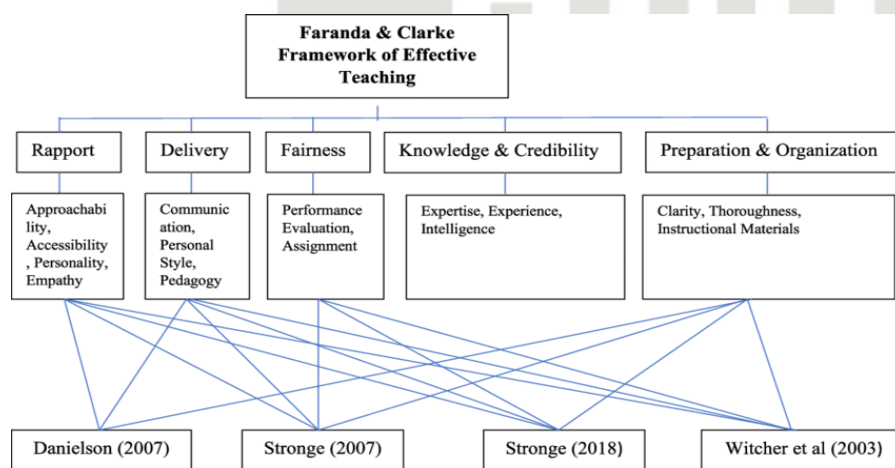 Faranda & Clarke
Framework of Effective
Teaching
Rapport
Delivery
Fairness
Knowledge & Credibility
Preparation & Organization
Approachab
ility,
Accessibility
, Personality,
Empathy
Communic
ation,
Personal
Style,
Pedagogy
Performance
Evaluation,
Assignment
Expertise, Experience,
Intelligence
Clarity, Thoroughness,
Instructional Materials
Danielson (2007)
Stronge (2007)
Stronge (2018)
Witcher et al (2003)